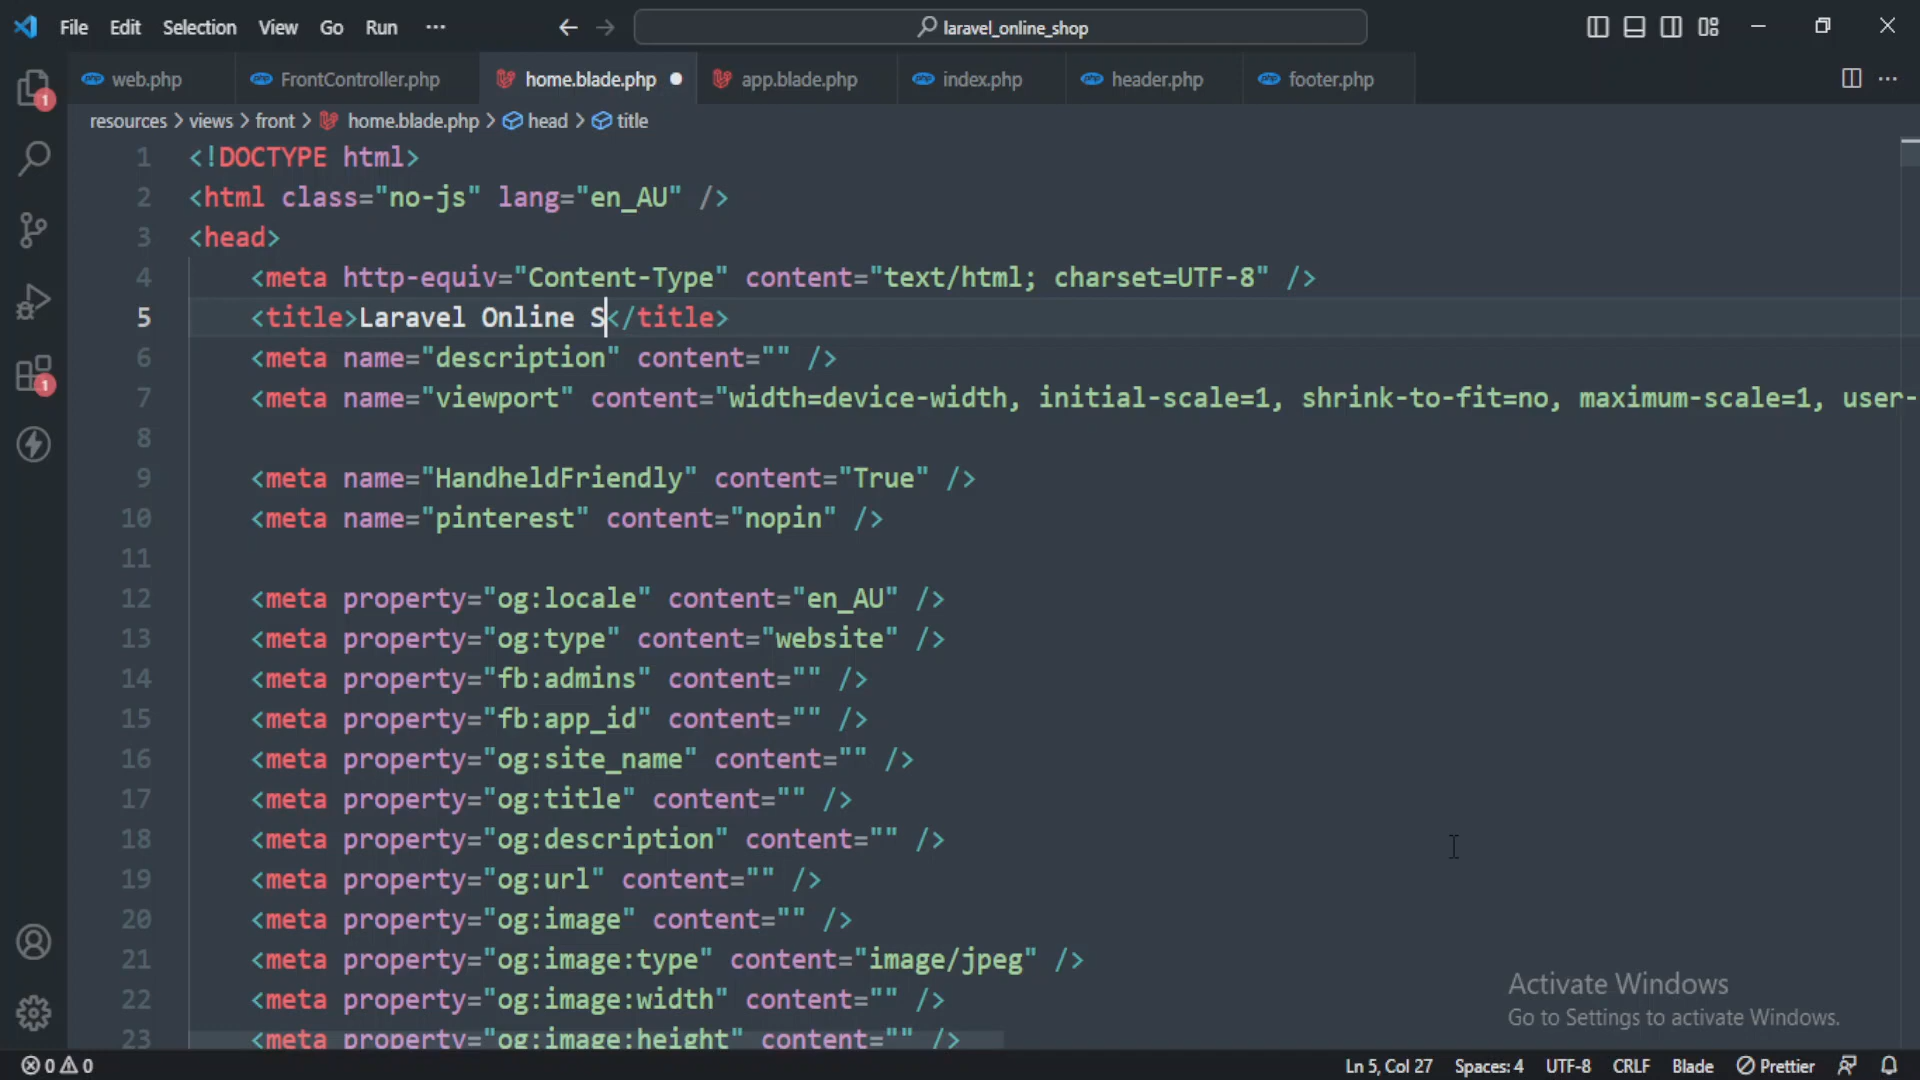 File Edit Selection View Go Run ··· laravel_online_shop
web.php FrontController.php home.blade.php app.blade.php index.php header.php footer.php
resources > views > front > home.blade.php > head > title
1 <!DOCTYPE html>
2 <html class="no-js" lang="en_AU" />
3 <head>
4 <meta http-equiv="Content-Type" content="text/html; charset=UTF-8" />
5 <title>Laravel Online S</title>
6 <meta name="description" content="" />
7 <meta name="viewport" content="width=device-width, initial-scale=1, shrink-to-fit=no, maximum-scale=1, user-
8
9 <meta name="HandheldFriendly" content="True" />
10 <meta name="pinterest" content="nopin" />
11
12 <meta property="og:locale" content="en_AU" />
13 <meta property="og:type" content="website" />
14 <meta property="fb:admins" content="" />
15 <meta property="fb:app_id" content="" />
16 <meta property="og:site_name" content="" />
17 <meta property="og:title" content="" />
18 <meta property="og:description" content="" />
19 <meta property="og:url" content="" />
20 <meta property="og:image" content="" />
21 <meta property="og:image:type" content="image/jpeg" />
22 <meta property="og:image:width" content="" />
23 <meta property="og:image:height" content="" />
1
1
Activate Windows
Go to Settings to activate Windows.
0 0 Ln 5, Col 27 Spaces: 4 UTF-8 CRLF Blade Prettier